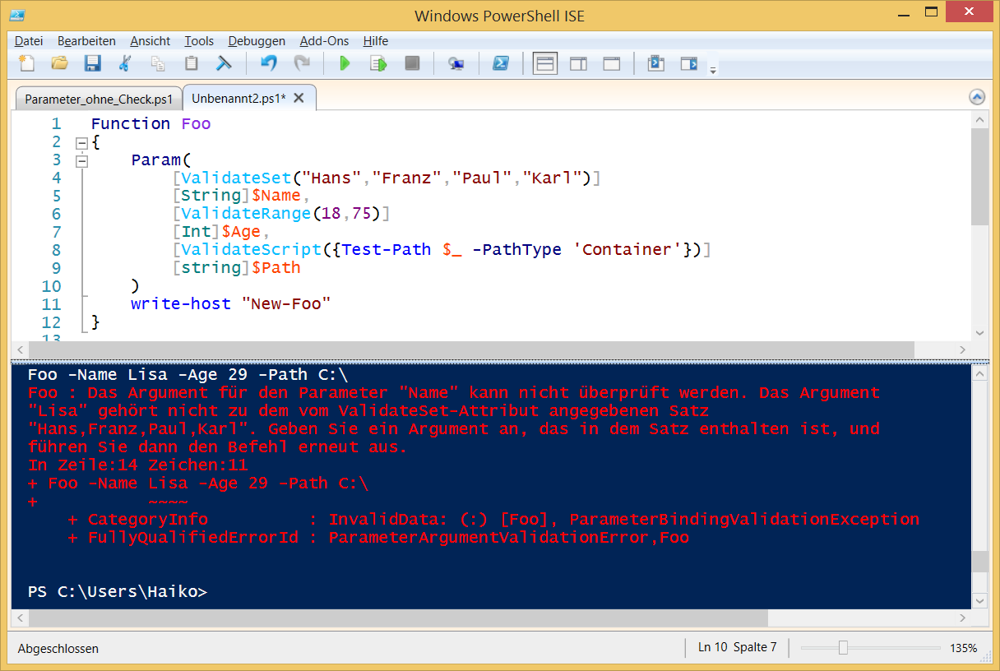 Windows PowerShell ISE
Datei Bearbeiten Ansicht Tools Debuggen Add-Ons Hilfe
Parameter_ohne_Check.ps1 Unbenannt2.ps1*
1 Function Foo
2 {
3 Param(
4 [ValidateSet("Hans","Franz","Paul","Karl")]
5 [String]$Name,
6 [ValidateRange(18,75)]
7 [Int]$Age,
8 [ValidateScript({Test-Path $_ -PathType 'Container'})]
9 [string]$Path
10 )
11 write-host "New-Foo"
12 }
13
Foo -Name Lisa -Age 29 -Path C:\
Foo : Das Argument für den Parameter "Name" kann nicht überprüft werden. Das Argument
"Lisa" gehört nicht zu dem vom ValidateSet-Attribut angegebenen Satz
"Hans,Franz,Paul,Karl". Geben Sie ein Argument an, das in dem Satz enthalten ist, und
führen Sie dann den Befehl erneut aus.
In Zeile:14 Zeichen:11
+ Foo -Name Lisa -Age 29 -Path C:\
+ ~~~~
+ CategoryInfo : InvalidData: (:) [Foo], ParameterBindingValidationException
+ FullyQualifiedErrorId : ParameterArgumentValidationError,Foo
PS C:\Users\Haiko>
Abgeschlossen Ln 10 Spalte 7 135%